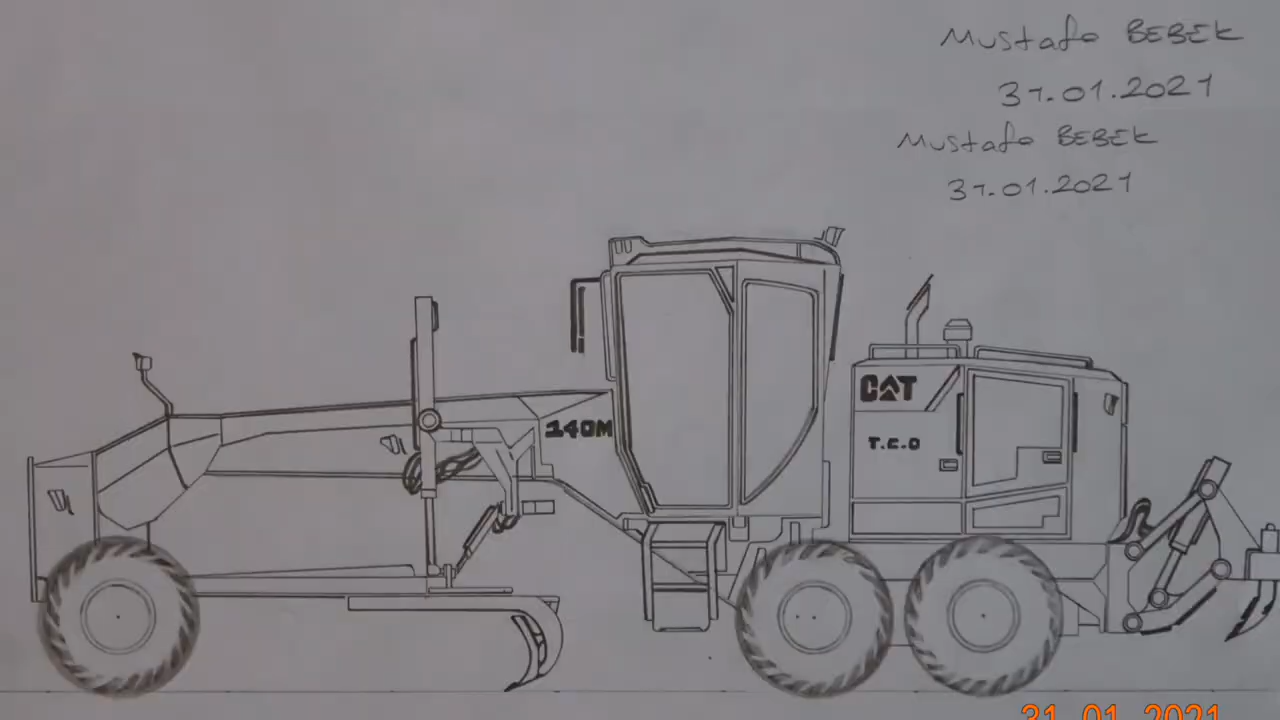 Mustafa BEBEK
31.01.2021
Mustafa BEBEK
31.01.2021
CAT
140M
T.C.O
31 01 2021